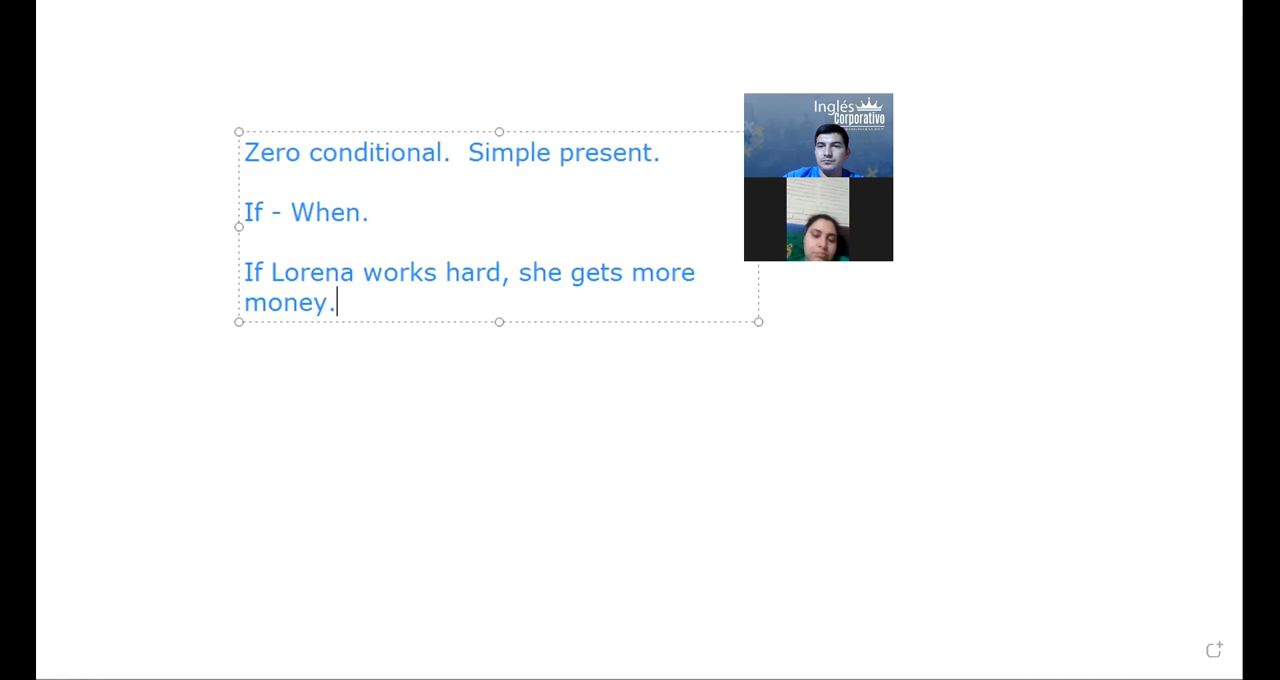 Zero conditional.  Simple present.
If - When.
If Lorena works hard, she gets more
money.
Inglés
Corporativo